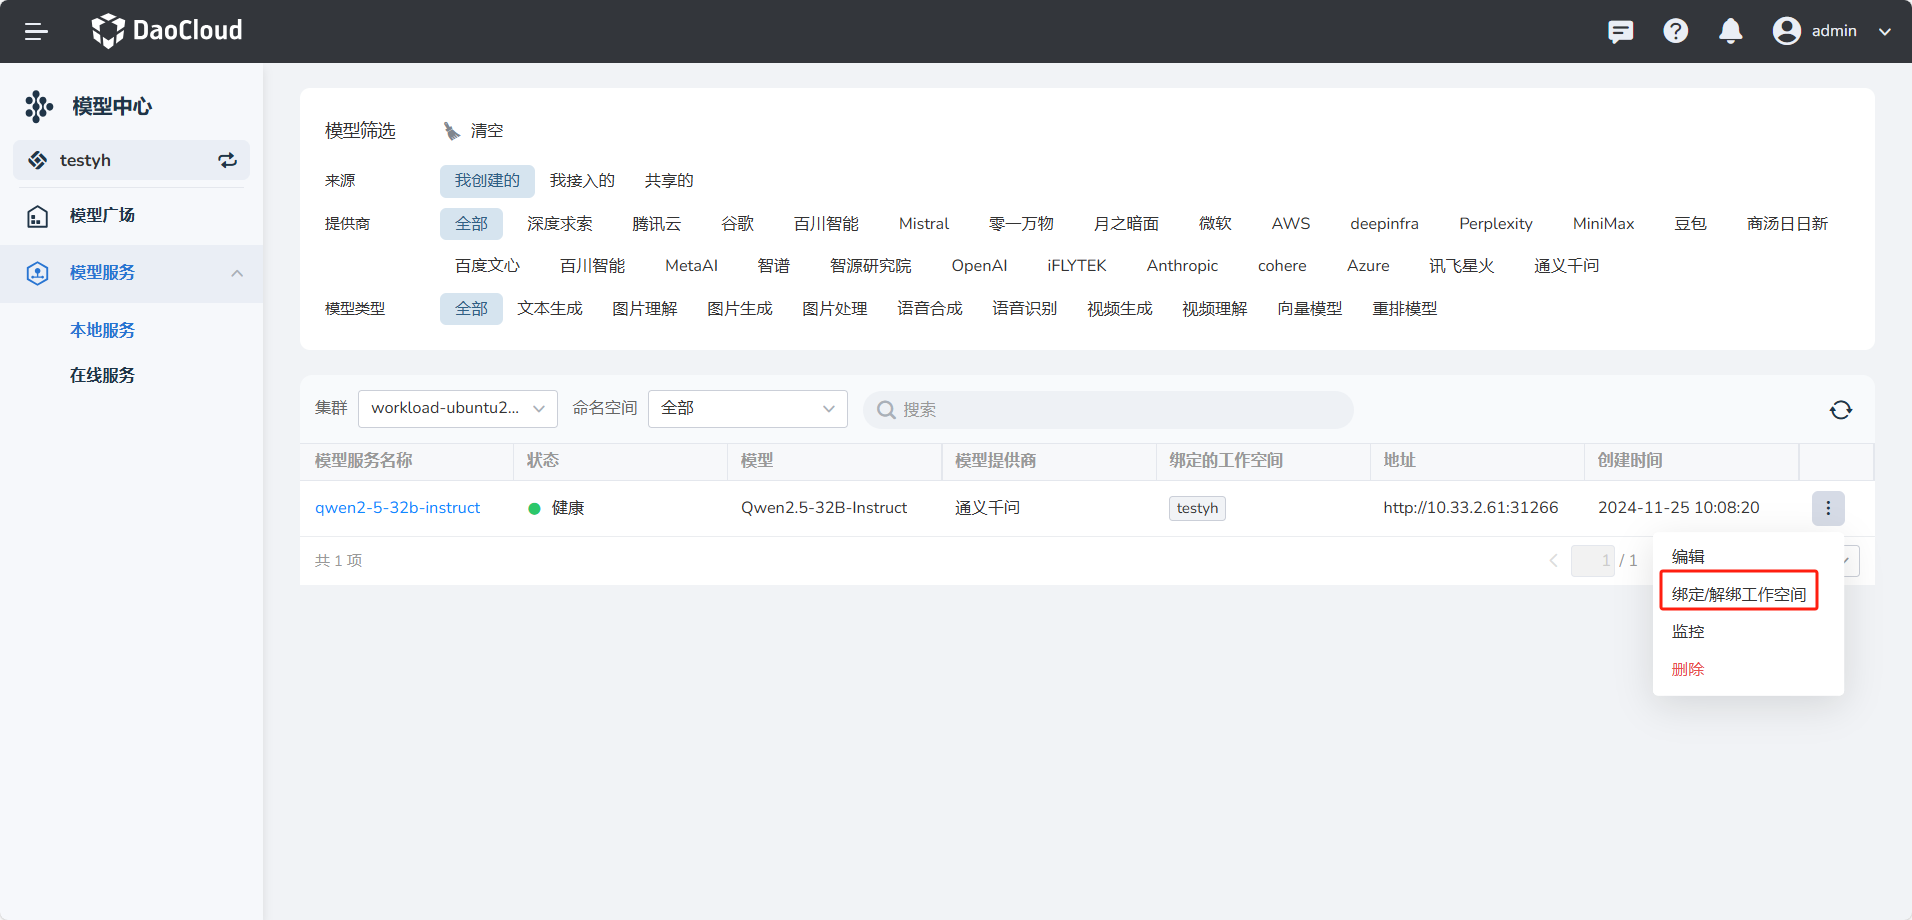 DaoCloud
admin
模型中心
testyh
模型广场
模型服务
本地服务
在线服务
模型筛选 清空
来源 我创建的 我接入的 共享的
提供商 全部 深度求索 腾讯云 谷歌 百川智能 Mistral 零一万物 月之暗面 微软 AWS deepinfra Perplexity MiniMax 豆包 商汤日日新
百度文心 百川智能 MetaAI 智谱 智源研究院 OpenAI iFLYTEK Anthropic cohere Azure 讯飞星火 通义千问
模型类型 全部 文本生成 图片理解 图片生成 图片处理 语音合成 语音识别 视频生成 视频理解 向量模型 重排模型
集群 workload-ubuntu2... 命名空间 全部 搜索
模型服务名称 状态 模型 模型提供商 绑定的工作空间 地址 创建时间
qwen2-5-32b-instruct 健康 Qwen2.5-32B-Instruct 通义千问 testyh http://10.33.2.61:31266 2024-11-25 10:08:20
共 1 项 1 / 1
编辑
绑定/解绑工作空间
监控
删除